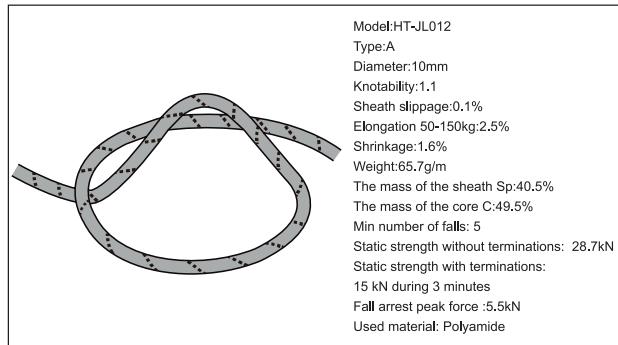 Model:HT-JL012
Type:A
Diameter:10mm
Knotability:1.1
Sheath slippage:0.1%
Elongation 50-150kg:2.5%
Shrinkage:1.6%
Weight:65.7g/m
The mass of the sheath Sp:40.5%
The mass of the core C:49.5%
Min number of falls: 5
Static strength without terminations: 28.7kN
Static strength with terminations:
15 kN during 3 minutes
Fall arrest peak force :5.5kN
Used material: Polyamide